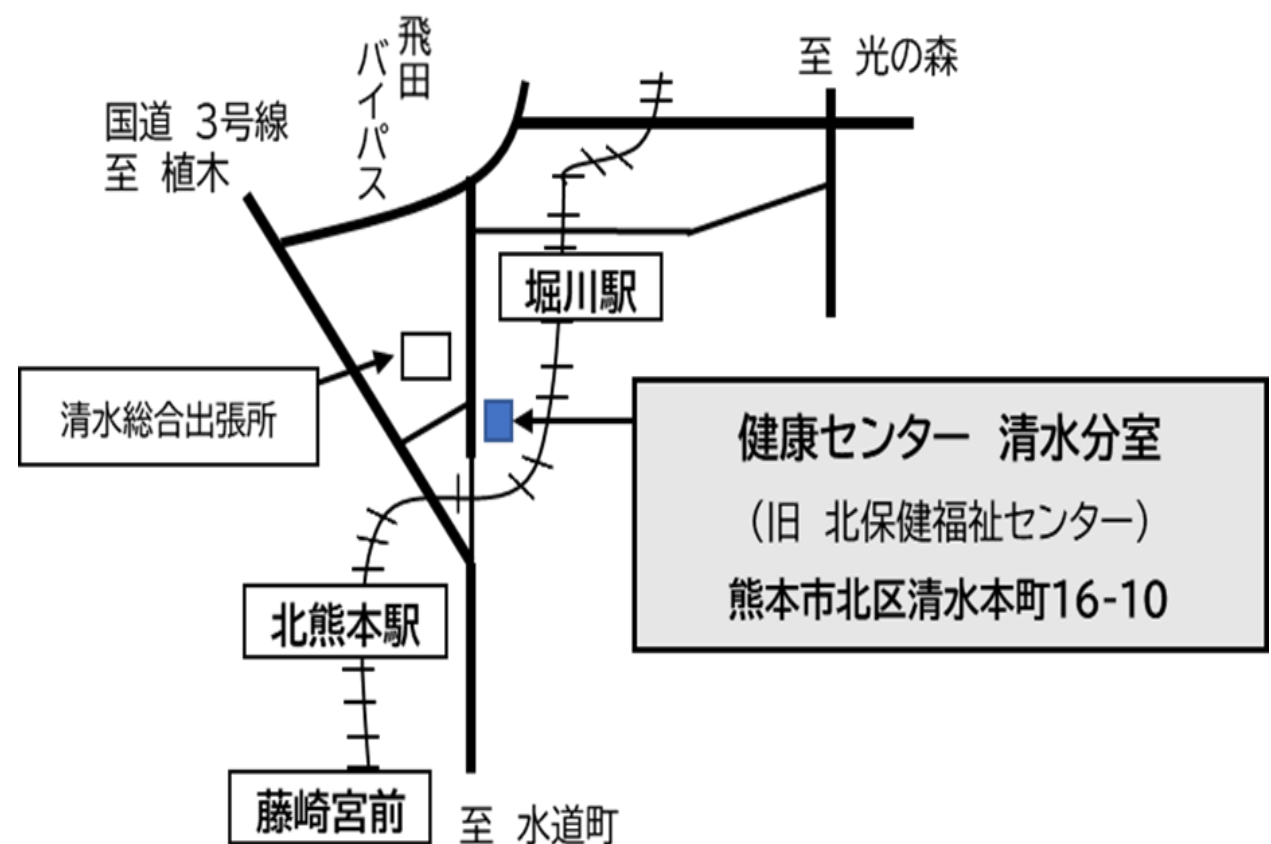 飛田
バイパス
至 光の森
国道 3号線
至 植木
堀川駅
清水総合出張所
健康センター 清水分室
（旧 北保健福祉センター）
熊本市北区清水本町16-10
北熊本駅
藤崎宮前
至 水道町